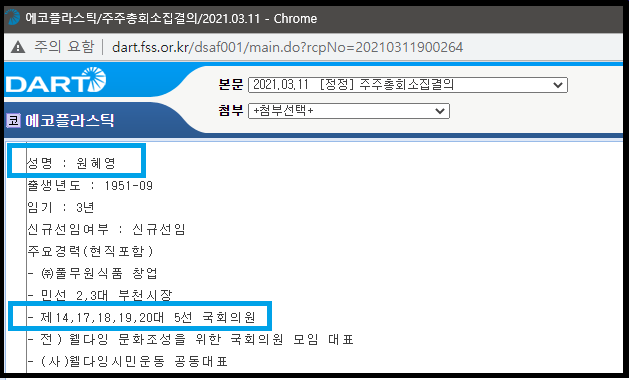 에코플라스틱/주주총회소집결의/2021.03.11 - Chrome
주의 요함 | dart.fss.or.kr/dsaf001/main.do?rcpNo=20210311900264
DART
본문 2021.03.11 [정정] 주주총회소집결의
첨부 +첨부선택+
코 에코플라스틱
성명 : 원혜영
출생년도 : 1951-09
임기 : 3년
신규선임여부 : 신규선임
주요경력(현직포함)
- ㈜풀무원식품 창업
- 민선 2,3대 부천시장
- 제14,17,18,19,20대 5선 국회의원
- 전) 웰다잉 문화조성을 위한 국회의원 모임 대표
- (사)웰다잉시민운동 공동대표